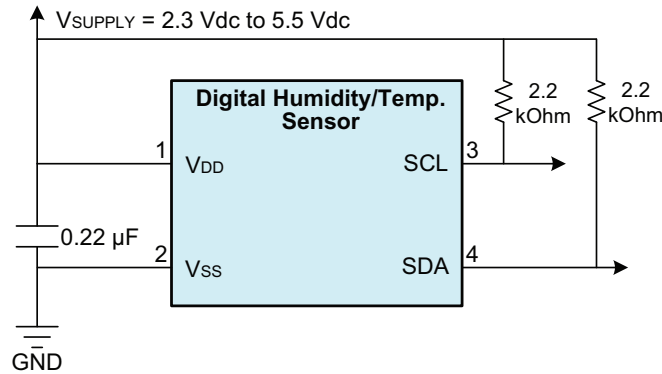 VSUPPLY = 2.3 Vdc to 5.5 Vdc
Digital Humidity/Temp.
Sensor
2.2
kOhm
2.2
kOhm
1
VDD
SCL
3
0.22 µF
2
VSS
SDA
4
GND